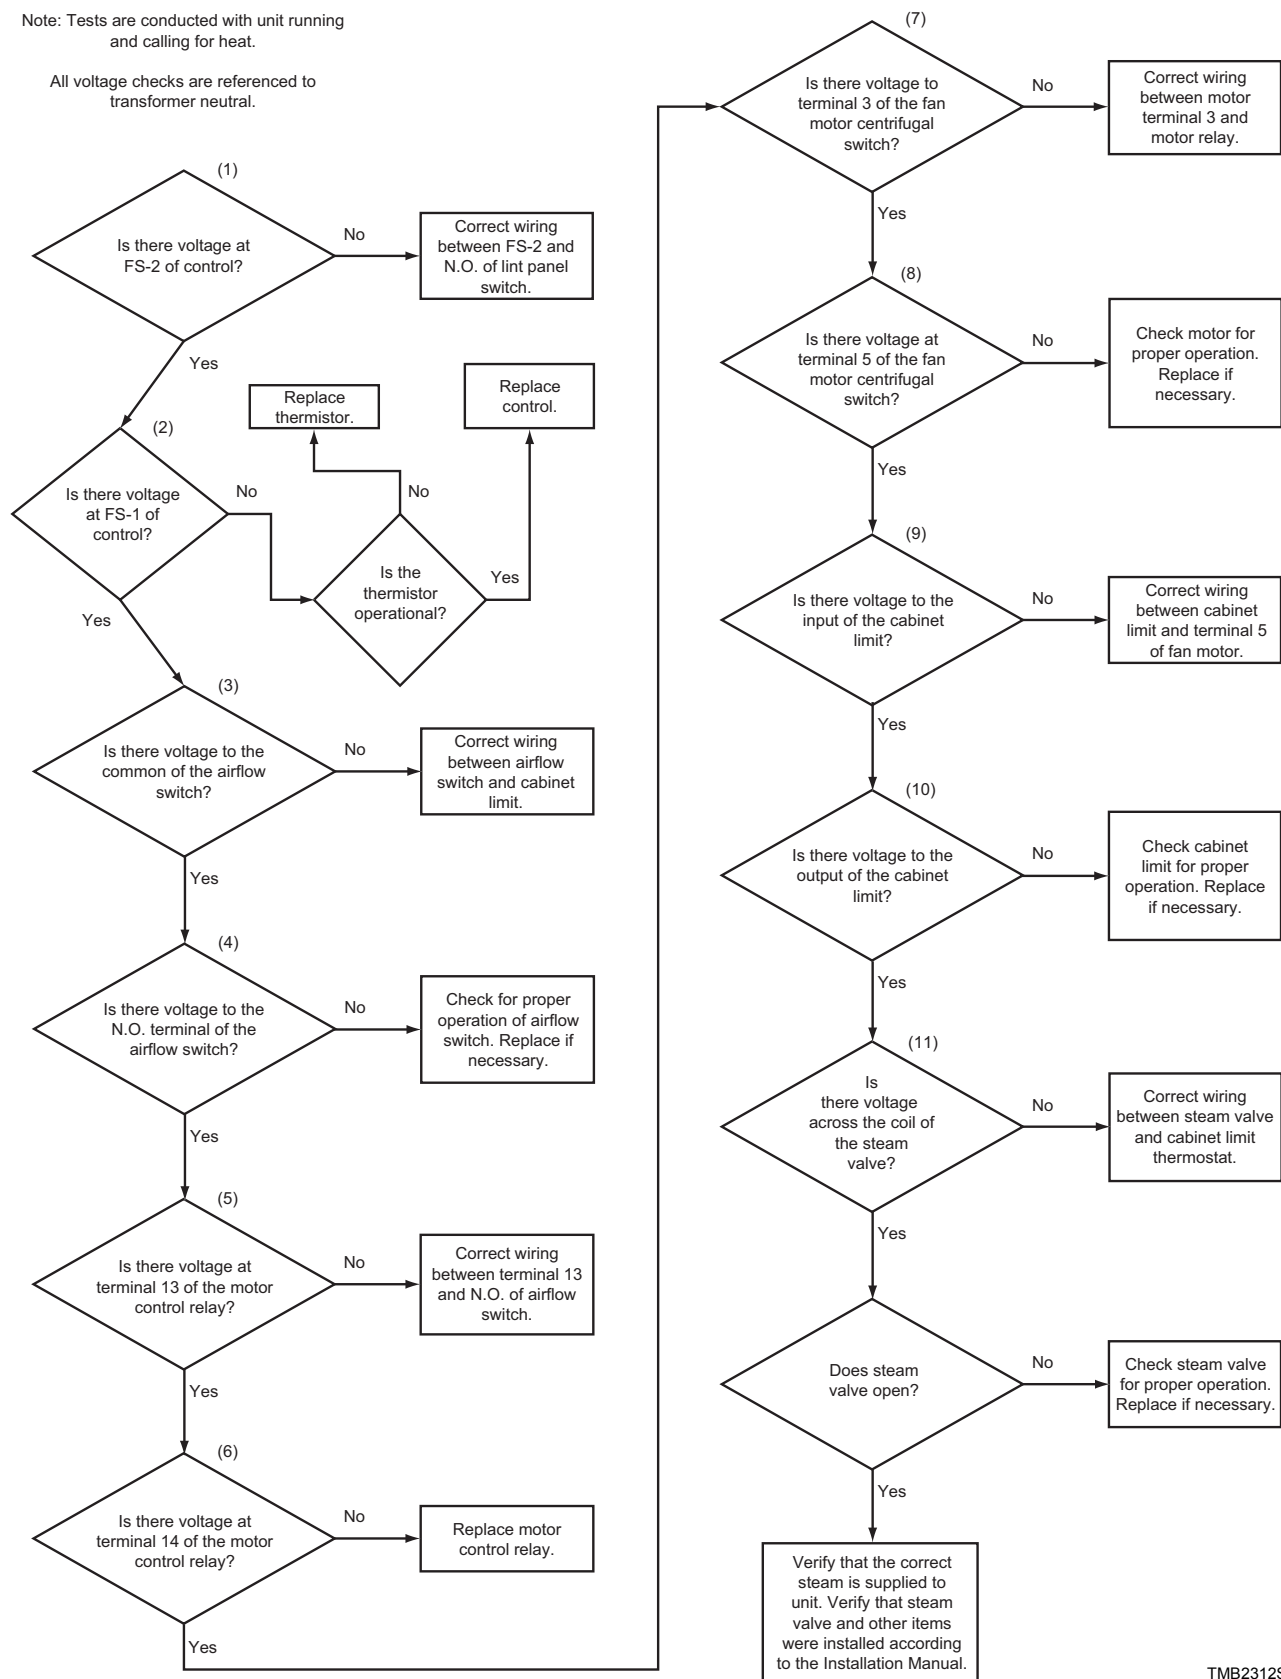 Note: Tests are conducted with unit running
and calling for heat.
All voltage checks are referenced to
transformer neutral.
(1)
Is there voltage at
FS-2 of control?
No
Correct wiring
between FS-2 and
N.O. of lint panel
switch.
Yes
(2)
Is there voltage
at FS-1 of
control?
No
Replace
thermistor.
Replace
control.
No
Is the
thermistor
operational?
Yes
Yes
(3)
Is there voltage to the
common of the airflow
switch?
No
Correct wiring
between airflow
switch and cabinet
limit.
Yes
(4)
Is there voltage to the
N.O. terminal of the
airflow switch?
No
Check for proper
operation of airflow
switch. Replace if
necessary.
Yes
(5)
Is there voltage at
terminal 13 of the motor
control relay?
No
Correct wiring
between terminal 13
and N.O. of airflow
switch.
Yes
(6)
Is there voltage at
terminal 14 of the motor
control relay?
No
Replace motor
control relay.
Yes
(7)
Is there voltage to
terminal 3 of the fan
motor centrifugal
switch?
No
Correct wiring
between motor
terminal 3 and
motor relay.
Yes
(8)
Is there voltage at
terminal 5 of the fan
motor centrifugal
switch?
No
Check motor for
proper operation.
Replace if
necessary.
Yes
(9)
Is there voltage to the
input of the cabinet
limit?
No
Correct wiring
between cabinet
limit and terminal 5
of fan motor.
Yes
(10)
Is there voltage to the
output of the cabinet
limit?
No
Check cabinet
limit for proper
operation. Replace
if necessary.
Yes
(11)
Is
there voltage
across the coil of
the steam
valve?
No
Correct wiring
between steam valve
and cabinet limit
thermostat.
Yes
Does steam
valve open?
No
Check steam valve
for proper operation.
Replace if necessary.
Yes
Verify that the correct
steam is supplied to
unit. Verify that steam
valve and other items
were installed according
to the Installation Manual.